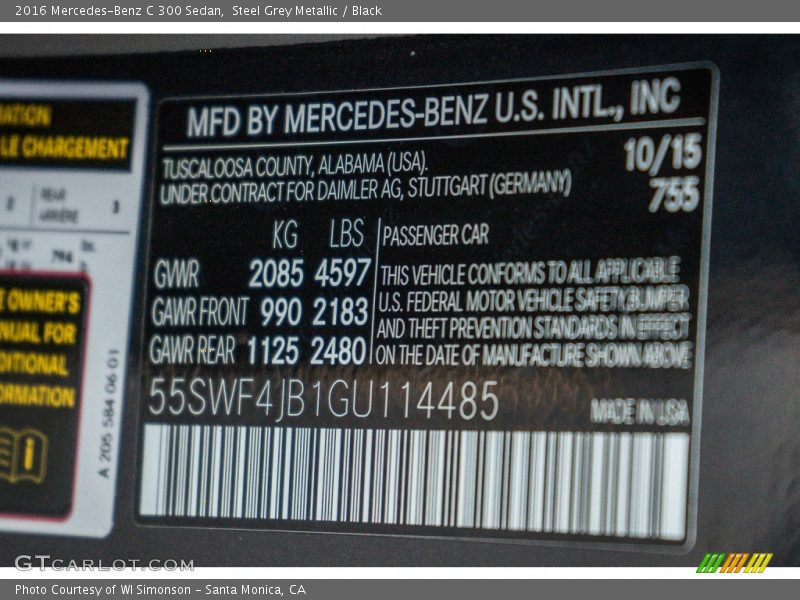 2016 Mercedes-Benz C 300 Sedan,  Steel Grey Metallic / Black
LE CHARGEMENT
E OWNER'S
NUAL FOR
DITIONAL
ORMATION
A 205 584 06 01
MFD BY MERCEDES-BENZ U.S. INTL., INC
TUSCALOOSA COUNTY, ALABAMA (USA).
10/15
UNDER CONTRACT FOR DAIMLER AG, STUTTGART (GERMANY)
755
KG LBS
PASSENGER CAR
GWR 2085 4597
GAWR FRONT 990 2183
GAWR REAR 1125 2480
THIS VEHICLE CONFORMS TO ALL APPLICABLE
U.S. FEDERAL MOTOR VEHICLE SAFETY,BUMPER
AND THEFT PREVENTION STANDARDS IN EFFECT
ON THE DATE OF MANUFACTURE SHOWN ABOVE
55SWF4JB1GU114485
MADE IN USA
GTCARLOT.COM
Photo Courtesy of WI Simonson - Santa Monica, CA